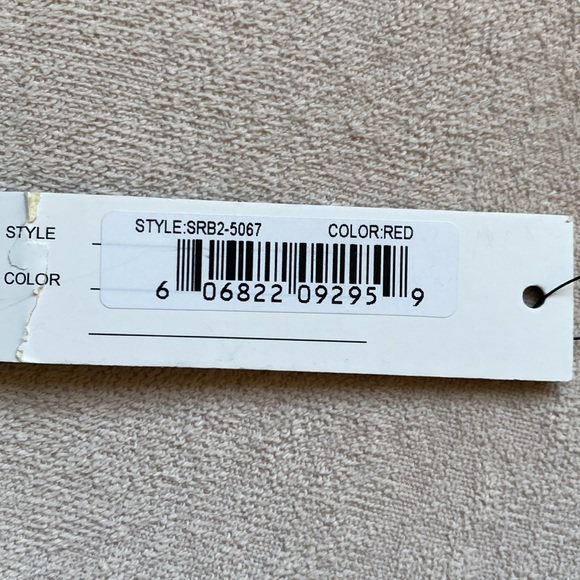 STYLE
COLOR
STYLE:SRB2-5067 COLOR:RED
6 06822 09295 9